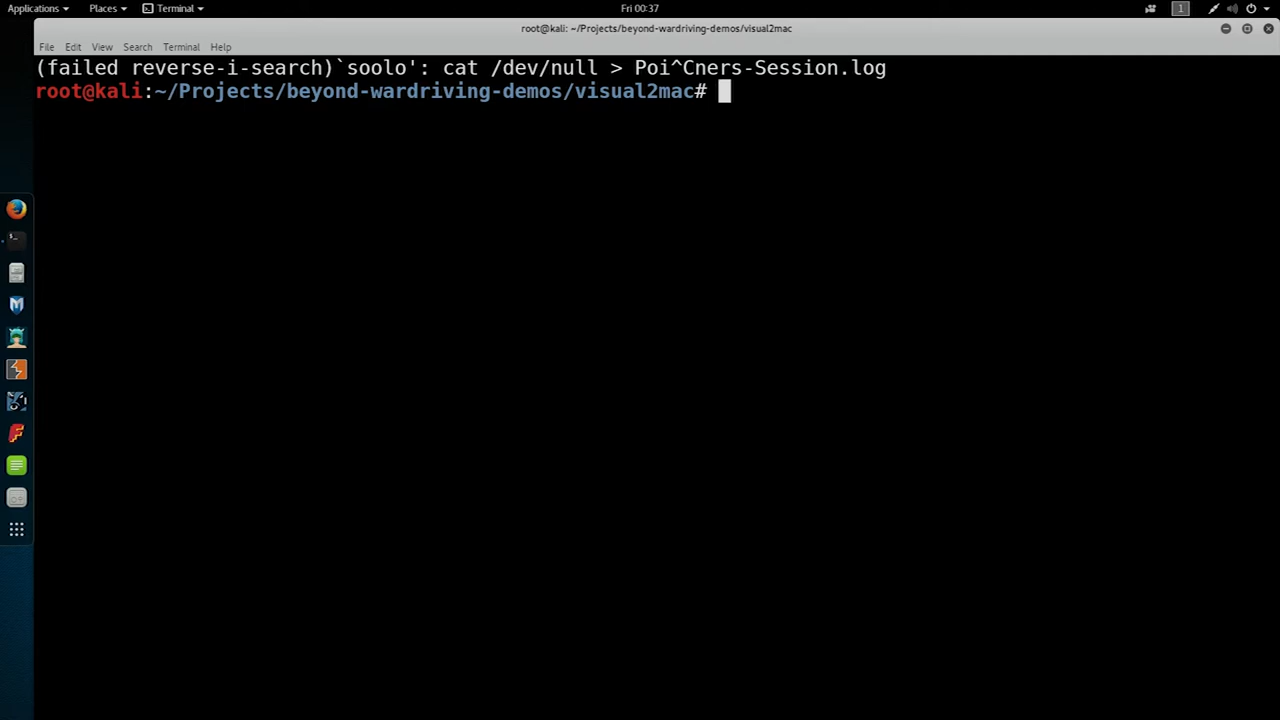 Applications Places Terminal Fri 00:37 1
root@kali: ~/Projects/beyond-wardriving-demos/visual2mac
File Edit View Search Terminal Help
(failed reverse-i-search)`soolo': cat /dev/null > Poi^Cners-Session.log
root@kali:~/Projects/beyond-wardriving-demos/visual2mac#